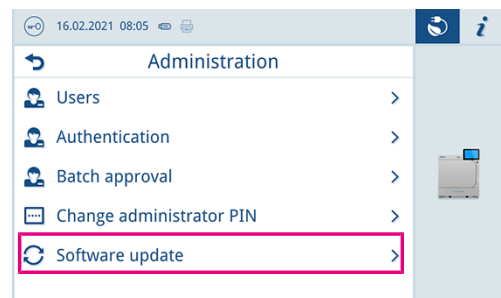 16.02.2021 08:05
Administration
Users
Authentication
Batch approval
Change administrator PIN
Software update